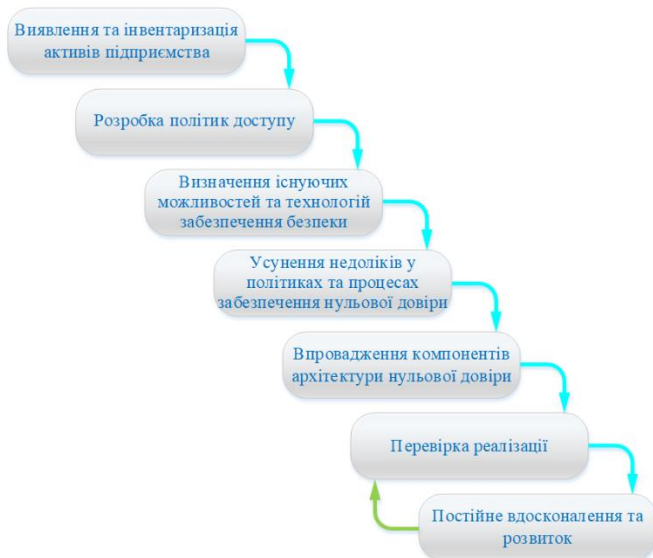 Виявлення та інвентаризація
активів підприємства
Розробка політик доступу
Визначення існуючих
можливостей та технологій
забезпечення безпеки
Усунення недоліків у
політиках та процесах
забезпечення нульової довіри
Впровадження компонентів
архітектури нульової довіри
Перевірка реалізації
Постійне вдосконалення та
розвиток